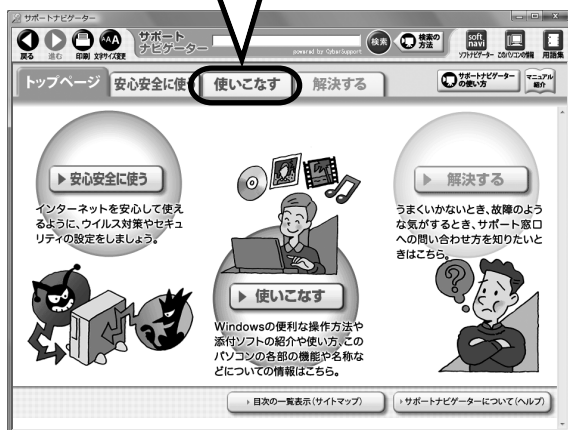 サポートナビゲーター
戻る
進む
印刷
文字サイズ変更
サポート
ナビゲーター
powered by CyberSupport
検索
検索の
方法
soft
navi
ソフトナビゲーター
このパソコンの情報
用語集
トップページ
安心安全に使う
使いこなす
解決する
サポートナビゲーター
の使い方
マニュアル
紹介
安心安全に使う
インターネットを安心して使え
るように、ウイルス対策やセキュ
リティの設定をしましょう。
使いこなす
Windowsの便利な操作方法や
添付ソフトの紹介や使い方、この
パソコンの各部の機能や名称な
どについての情報はこちら。
解決する
うまくいかないとき、故障のよう
な気がするとき、サポート窓口
への問い合わせ方を知りたいと
きはこちら。
目次の一覧表示(サイトマップ)
サポートナビゲーターについて(ヘルプ)